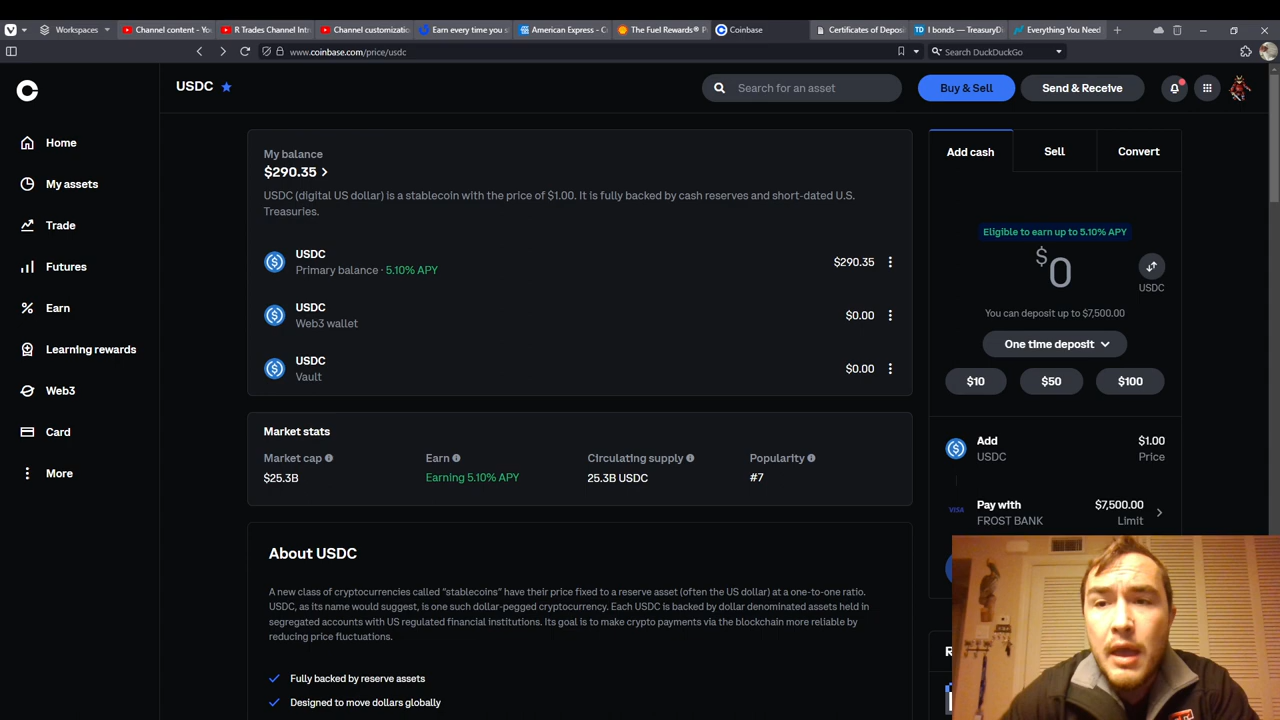 Workspaces
Channel content - You
R Trades Channel Intr
Channel customizatio
Earn every time you s
American Express - C
The Fuel Rewards® P
Coinbase
Certificates of Deposi
I bonds — TreasuryDi
Everything You Need
www.coinbase.com/price/usdc
Search DuckDuckGo
USDC
Search for an asset
Buy & Sell
Send & Receive
Home
My assets
Trade
Futures
Earn
Learning rewards
Web3
Card
More
My balance
$290.35
USDC (digital US dollar) is a stablecoin with the price of $1.00. It is fully backed by cash reserves and short-dated U.S.
Treasuries.
USDC
Primary balance · 5.10% APY
$290.35
USDC
Web3 wallet
$0.00
USDC
Vault
$0.00
Market stats
Market cap
$25.3B
Earn
Earning 5.10% APY
Circulating supply
25.3B USDC
Popularity
#7
About USDC
A new class of cryptocurrencies called "stablecoins" have their price fixed to a reserve asset (often the US dollar) at a one-to-one ratio.
USDC, as its name would suggest, is one such dollar-pegged cryptocurrency. Each USDC is backed by dollar denominated assets held in
segregated accounts with US regulated financial institutions. Its goal is to make crypto payments via the blockchain more reliable by
reducing price fluctuations.
Fully backed by reserve assets
Designed to move dollars globally
Add cash
Sell
Convert
Eligible to earn up to 5.10% APY
$0
USDC
You can deposit up to $7,500.00
One time deposit
$10
$50
$100
Add
USDC
$1.00
Price
VISA
Pay with
FROST BANK
$7,500.00
Limit